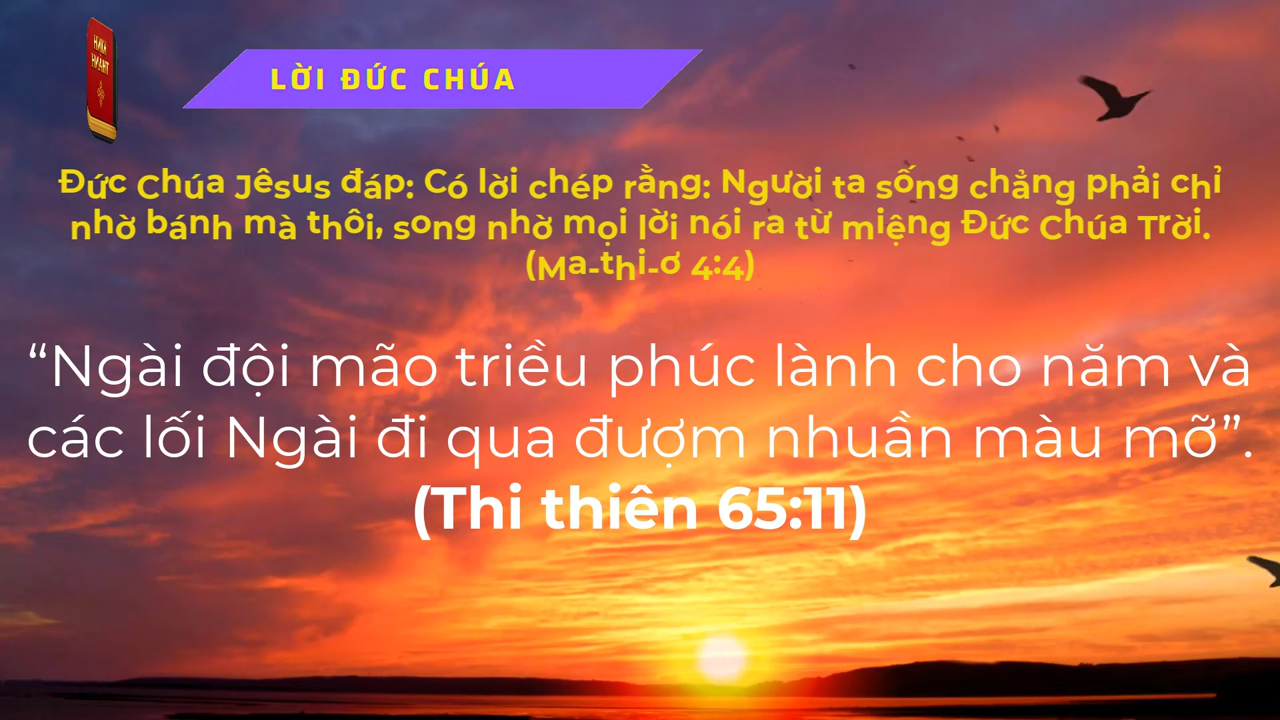 KINH
THÁNH
LỜI ĐỨC CHÚA
Đức Chúa Jêsus đáp: Có lời chép rằng: Người ta sống chẳng phải chỉ
nhờ bánh mà thôi, song nhờ mọi lời nói ra từ miệng Đức Chúa Trời.
(Ma-thi-ơ 4:4)
“Ngài đội mão triều phúc lành cho năm và
các lối Ngài đi qua đượm nhuần màu mỡ”.
(Thi thiên 65:11)